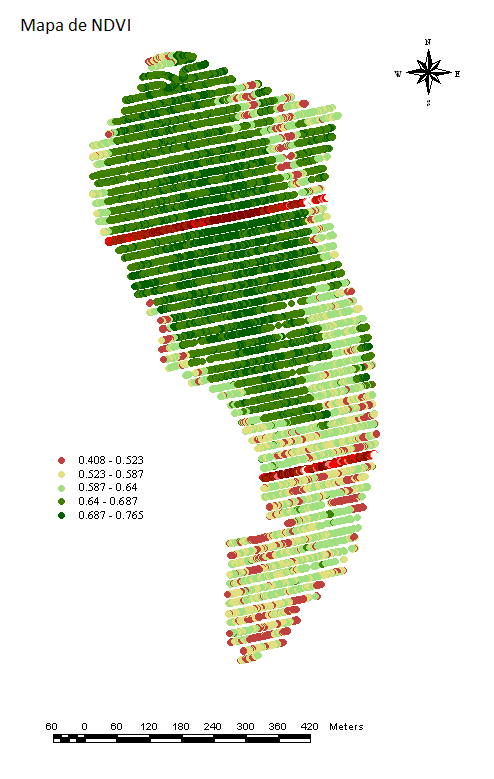 Mapa de NDVI
N
W E
S
0.408 - 0.523
0.523 - 0.587
0.587 - 0.64
0.64 - 0.687
0.687 - 0.765
60 0 60 120 180 240 300 360 420 Meters